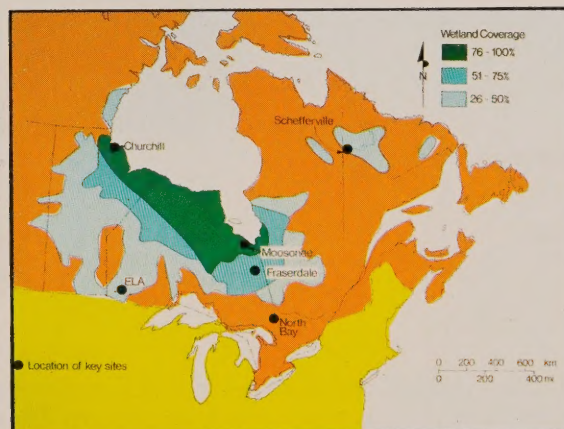 Wetland Coverage
76 - 100%
51 - 75%
26 - 50%
N
Schefferville
Churchill
Moosonee
Fraserdale
ELA
North
Bay
Location of key sites
0 200 400 600 km
0 200 400 mi